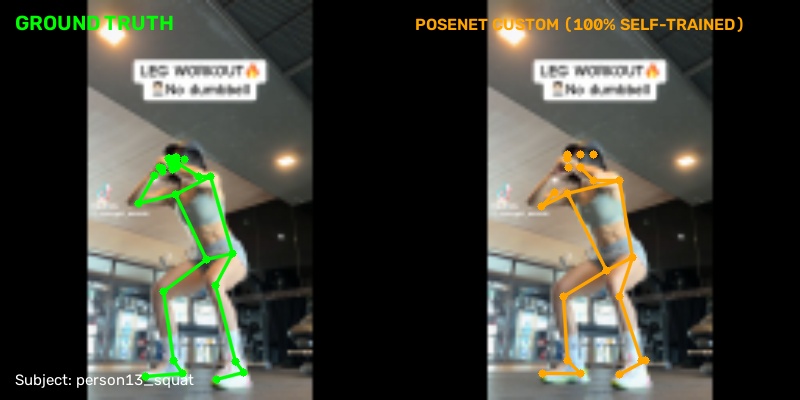 GROUND TRUTH
POSENET CUSTOM (100% SELF-TRAINED)
LEG WORKOUT🔥
No dumbbell
LEG WORKOUT🔥
No dumbbell
Subject: person13_squat